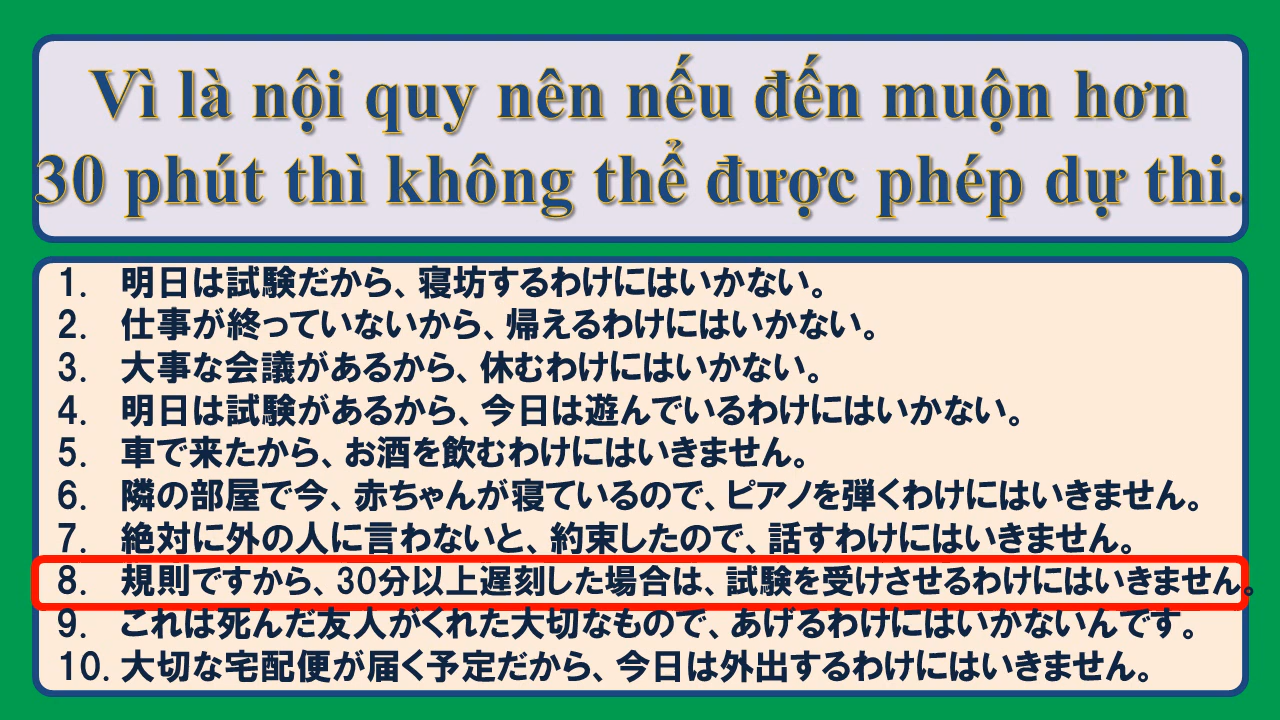 Vì là nội quy nên nếu đến muộn hơn
30 phút thì không thể được phép dự thi.
1. 明日は試験だから、寝坊するわけにはいかない。
2. 仕事が終っていないから、帰えるわけにはいかない。
3. 大事な会議があるから、休むわけにはいかない。
4. 明日は試験があるから、今日は遊んでいるわけにはいかない。
5. 車で来たから、お酒を飲むわけにはいきません。
6. 隣の部屋で今、赤ちゃんが寝ているので、ピアノを弾くわけにはいきません。
7. 絶対に外の人に言わないと、約束したので、話すわけにはいきません。
8. 規則ですから、30分以上遅刻した場合は、試験を受けさせるわけにはいきません。
9. これは死んだ友人がくれた大切なもので、あげるわけにはいかないんです。
10. 大切な宅配便が届く予定だから、今日は外出するわけにはいきません。